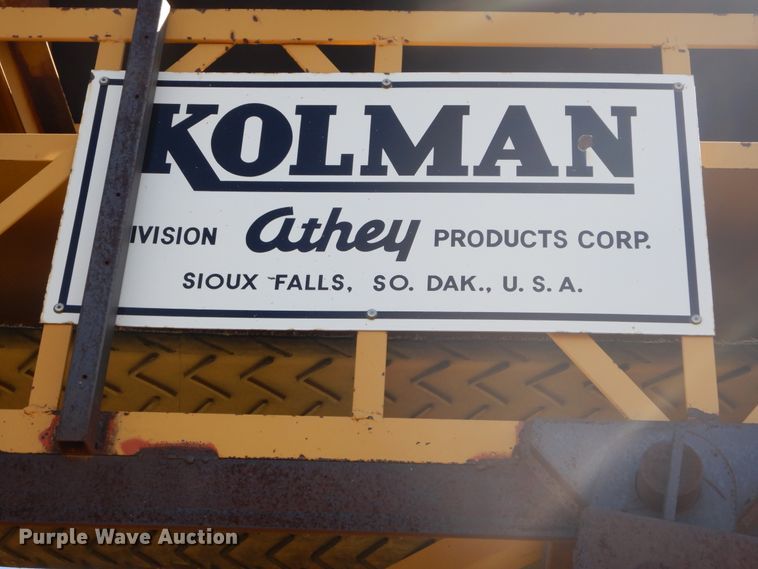 KOLMAN
IVISION athey PRODUCTS CORP.
SIOUX FALLS, SO. DAK., U. S. A.
Purple Wave Auction